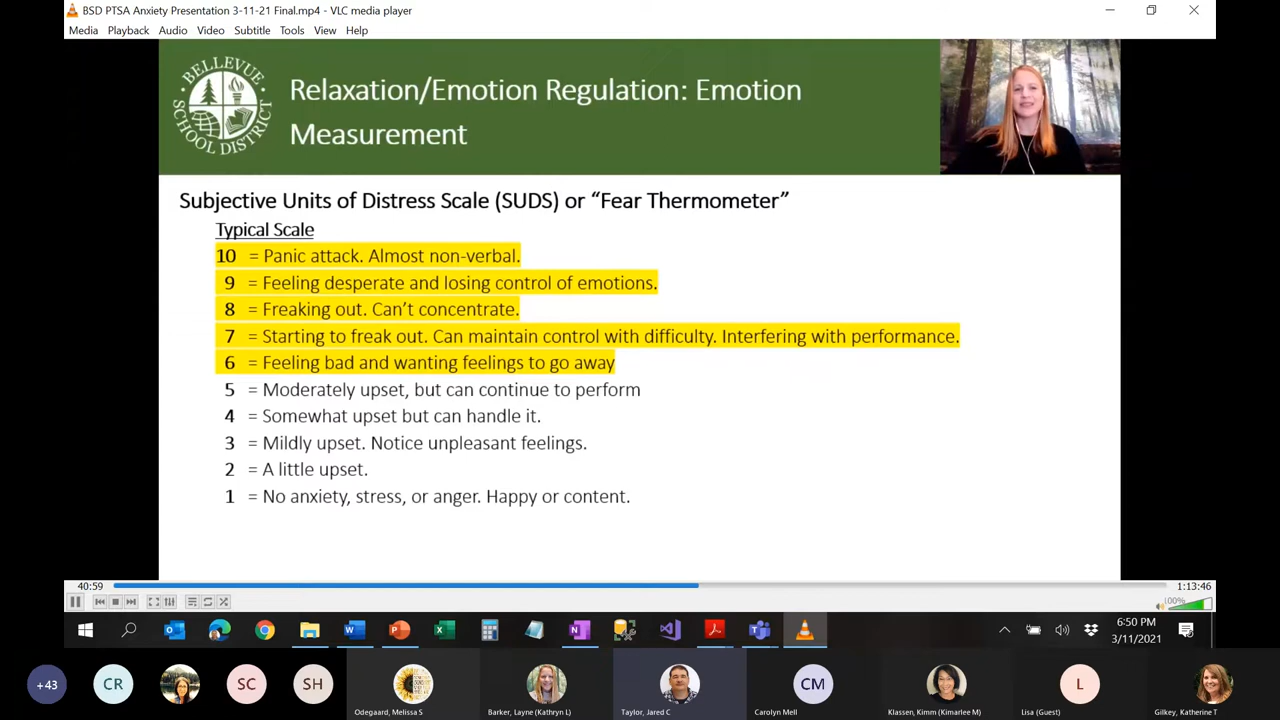 BSD PTSA Anxiety Presentation 3-11-21 Final.mp4 - VLC media player
Media Playback Audio Video Subtitle Tools View Help
BELLEVUE
SCHOOL DISTRICT
Relaxation/Emotion Regulation: Emotion
Measurement
Subjective Units of Distress Scale (SUDS) or “Fear Thermometer”
Typical Scale
10 = Panic attack. Almost non-verbal.
9 = Feeling desperate and losing control of emotions.
8 = Freaking out. Can’t concentrate.
7 = Starting to freak out. Can maintain control with difficulty. Interfering with performance.
6 = Feeling bad and wanting feelings to go away
5 = Moderately upset, but can continue to perform
4 = Somewhat upset but can handle it.
3 = Mildly upset. Notice unpleasant feelings.
2 = A little upset.
1 = No anxiety, stress, or anger. Happy or content.
40:59 1:13:46
100%
6:50 PM
3/11/2021
+43 CR SC SH CM L
Odegaard, Melissa S Barker, Layne (Kathryn L) Taylor, Jared C Carolyn Mell Klassen, Kimm (Kimarlee M) Lisa (Guest) Gilkey, Katherine T